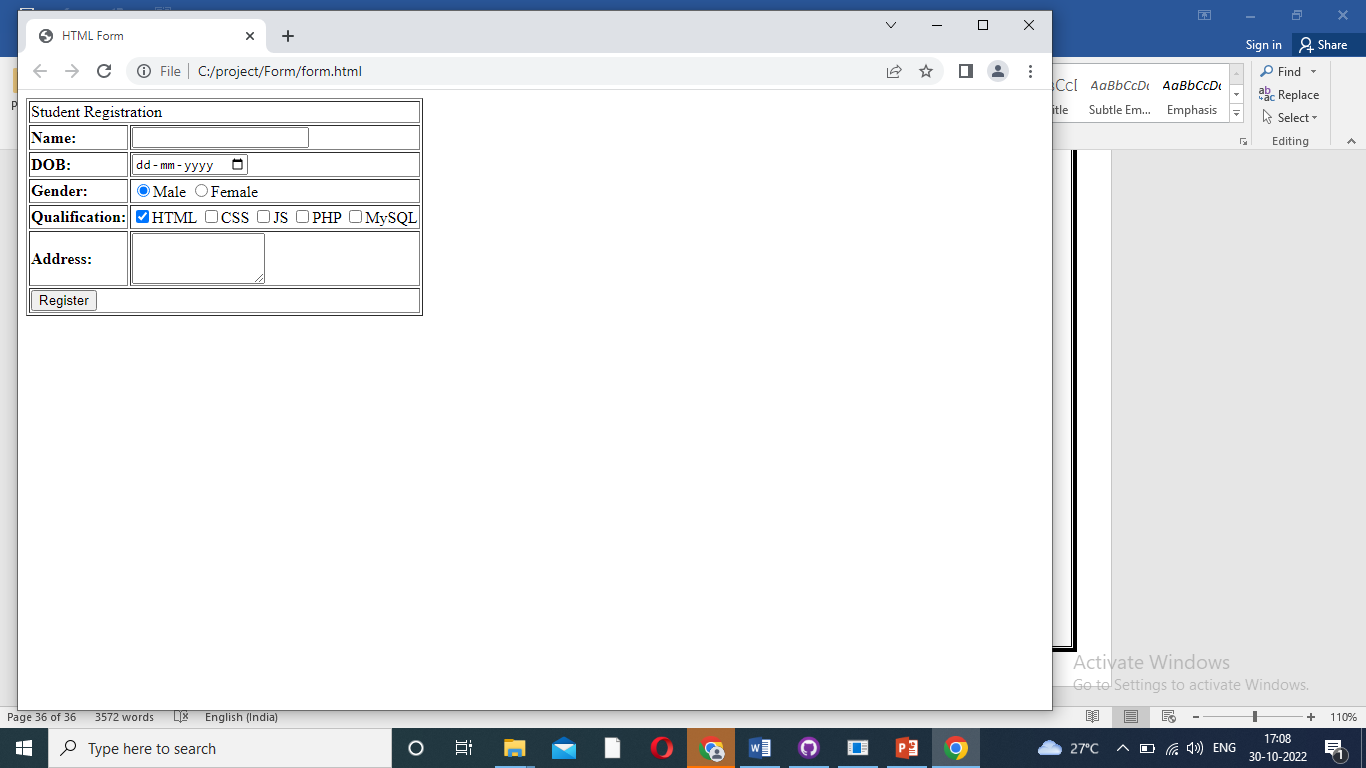 HTML Form
Sign in Share
File C:/project/Form/form.html
AaBbCcDc AaBbCcDc
Subtle Em... Emphasis
Find
Replace
Select
Editing
Student Registration
Name:
DOB: dd-mm-yyyy
Gender: Male Female
Qualification: HTML CSS JS PHP MySQL
Address:
Register
Activate Windows
Go to Settings to activate Windows.
Page 36 of 36 3572 words English (India) 110%
Type here to search 27°C ENG 17:08
30-10-2022 1